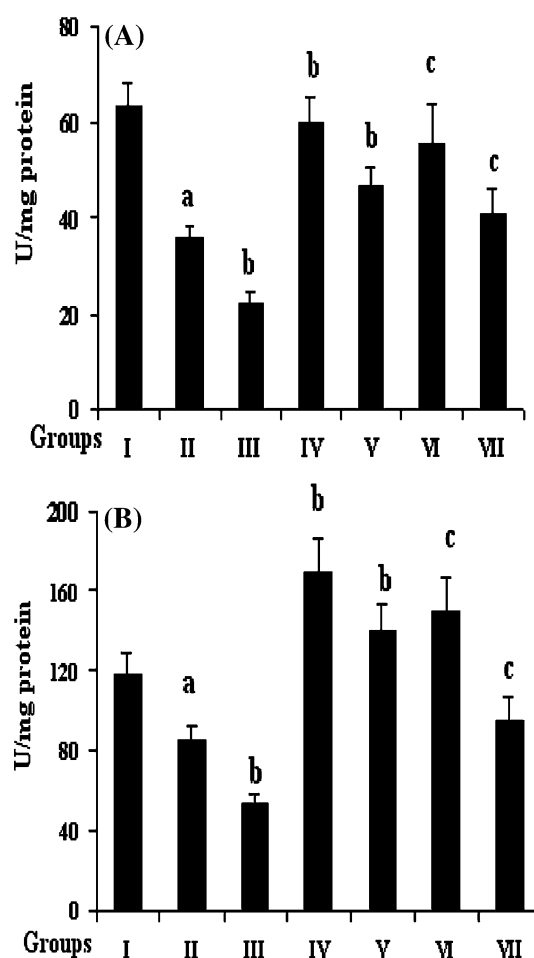 (A)
U/mg protein
80
60
40
20
0
a
b
b
b
c
c
Groups I II III IV V VI VII
(B)
U/mg protein
200
160
120
80
40
0
a
b
b
b
c
c
Groups I II III IV V VI VII